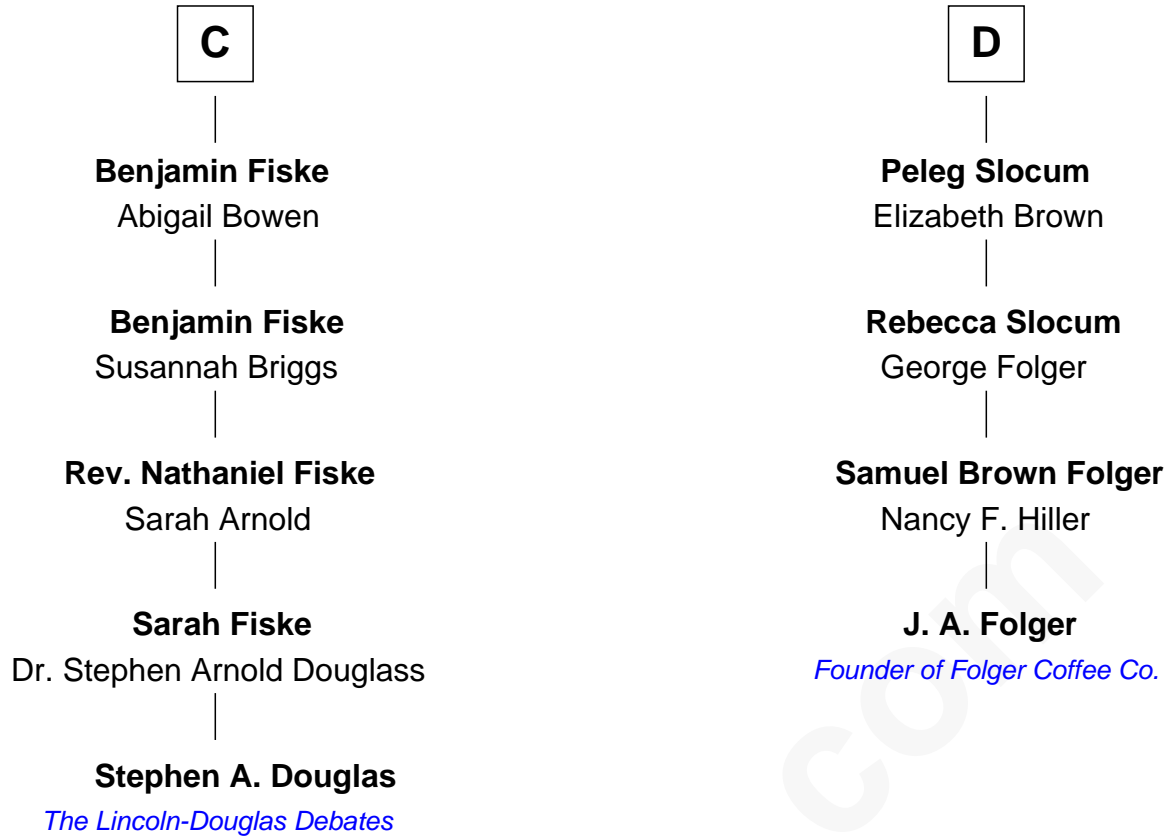 C
Benjamin Fiske
Abigail Bowen
Benjamin Fiske
Susannah Briggs
Rev. Nathaniel Fiske
Sarah Arnold
Sarah Fiske
Dr. Stephen Arnold Douglass
Stephen A. Douglas
The Lincoln-Douglas Debates
D
Peleg Slocum
Elizabeth Brown
Rebecca Slocum
George Folger
Samuel Brown Folger
Nancy F. Hiller
J. A. Folger
Founder of Folger Coffee Co.
com